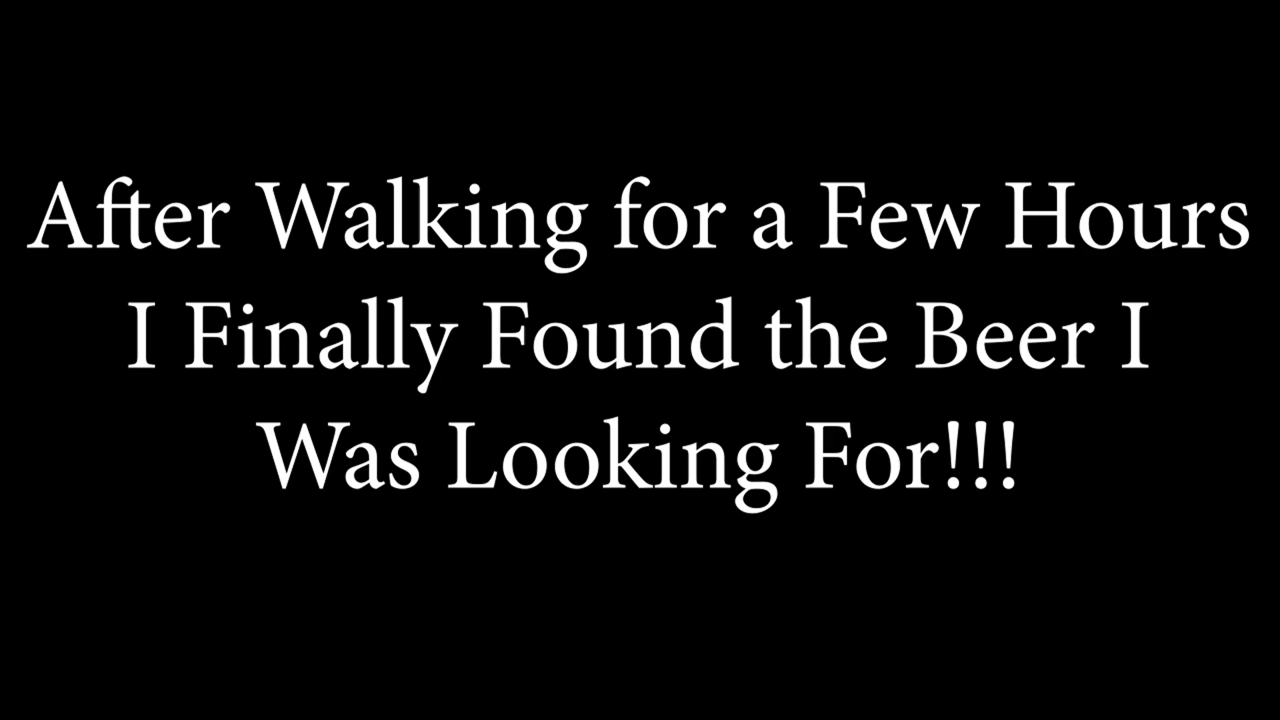 After Walking for a Few Hours
I Finally Found the Beer I
Was Looking For!!!